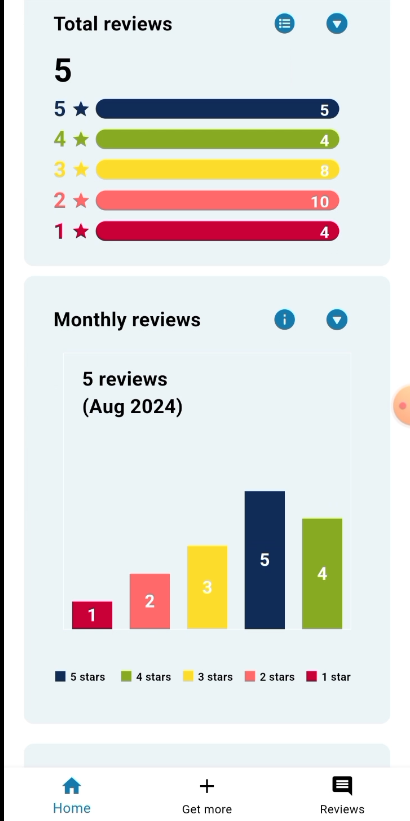 Total reviews
5
5 5
4 4
3 8
2 10
1 4
Monthly reviews
5 reviews
(Aug 2024)
1 2 3 5 4
5 stars 4 stars 3 stars 2 stars 1 star
Home Get more Reviews